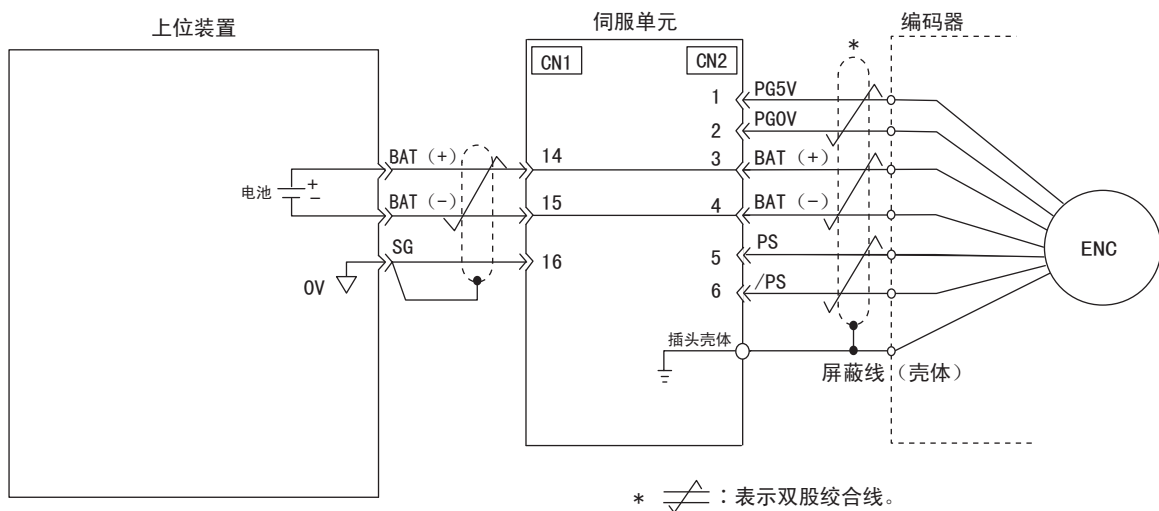 上位装置
伺服单元
编码器
CN1
CN2
*
1
PG5V
2
PG0V
BAT (+)
14
3
BAT (+)
电池
+
−
BAT (-)
15
4
BAT (-)
SG
16
5
PS
0V
6
/PS
ENC
插头壳体
屏蔽线（壳体）
* ：表示双股绞合线。